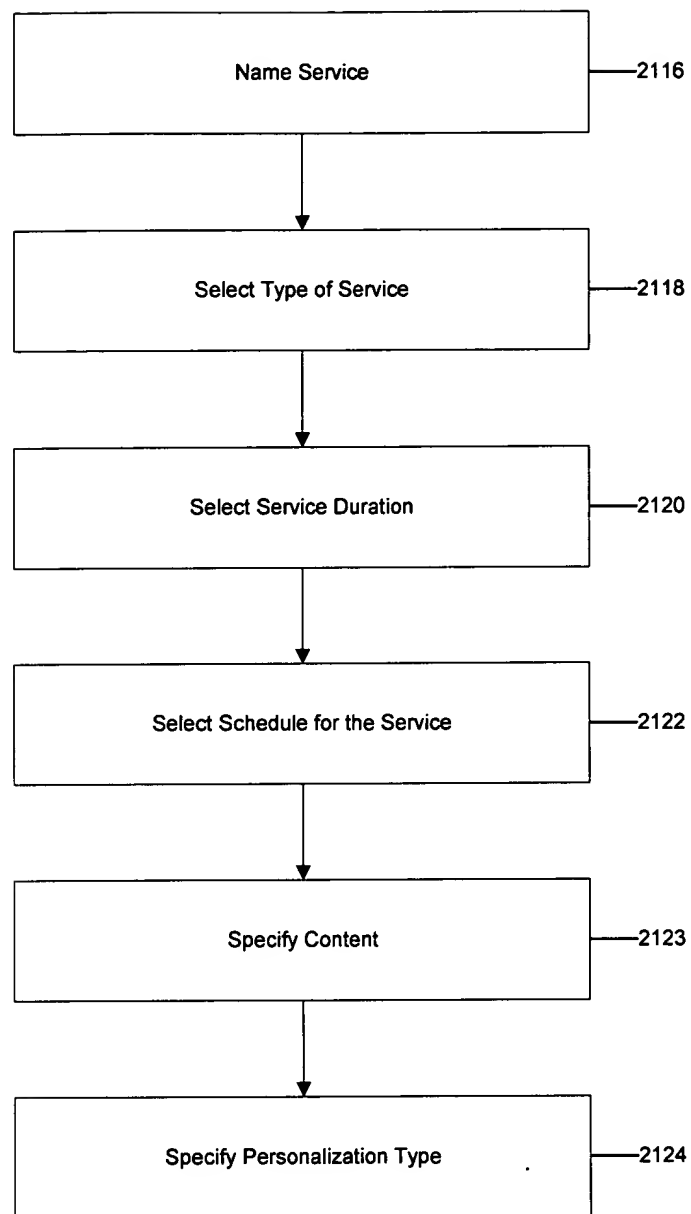 Name Service 2116
Select Type of Service 2118
Select Service Duration 2120
Select Schedule for the Service 2122
Specify Content 2123
Specify Personalization Type 2124